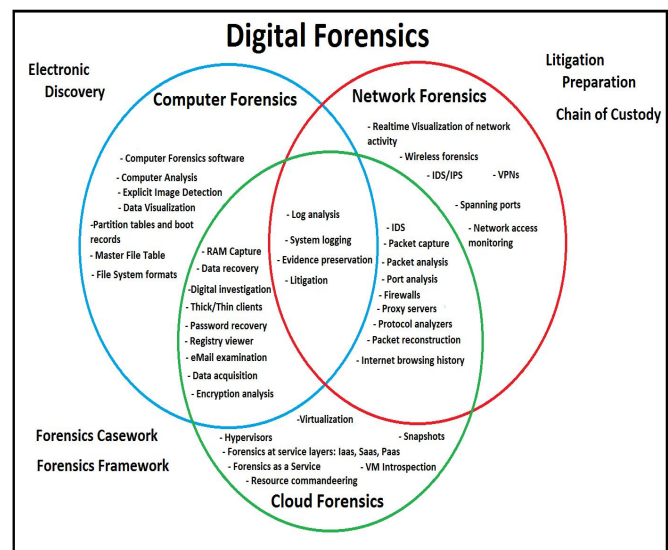 Digital Forensics
Electronic
Discovery
Litigation
Preparation
Chain of Custody
Computer Forensics
Network Forensics
- Computer Forensics software
- Computer Analysis
- Explicit Image Detection
- Data Visualization
-Partition tables and boot
records
- Master File Table
- File System formats
- Realtime Visualization of network
activity
- Wireless forensics
- IDS/IPS
- VPNs
- Spanning ports
- Network access
monitoring
- RAM Capture
- Data recovery
-Digital investigation
- Thick/Thin clients
- Password recovery
- Registry viewer
- eMail examination
- Data acquisition
- Encryption analysis
- Log analysis
- System logging
- Evidence preservation
- Litigation
- IDS
- Packet capture
- Packet analysis
- Port analysis
- Firewalls
- Proxy servers
- Protocol analyzers
- Packet reconstruction
- Internet browsing history
-Virtualization
- Hypervisors
- Snapshots
- Forensics at service layers: Iaas, Saas, Paas
- Forensics as a Service
- VM Introspection
- Resource commandeering
Cloud Forensics
Forensics Casework
Forensics Framework